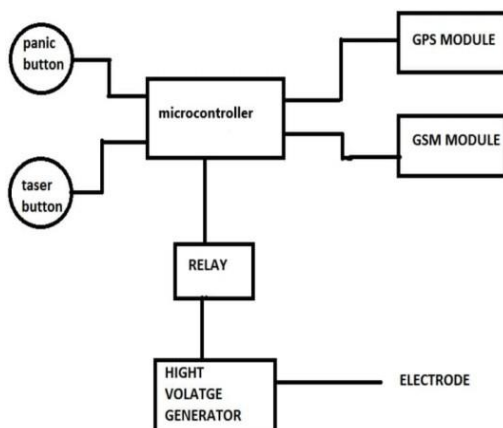 panic
button
GPS MODULE
microcontroller
GSM MODULE
taser
button
RELAY
HIGHT
VOLATGE
GENERATOR
ELECTRODE